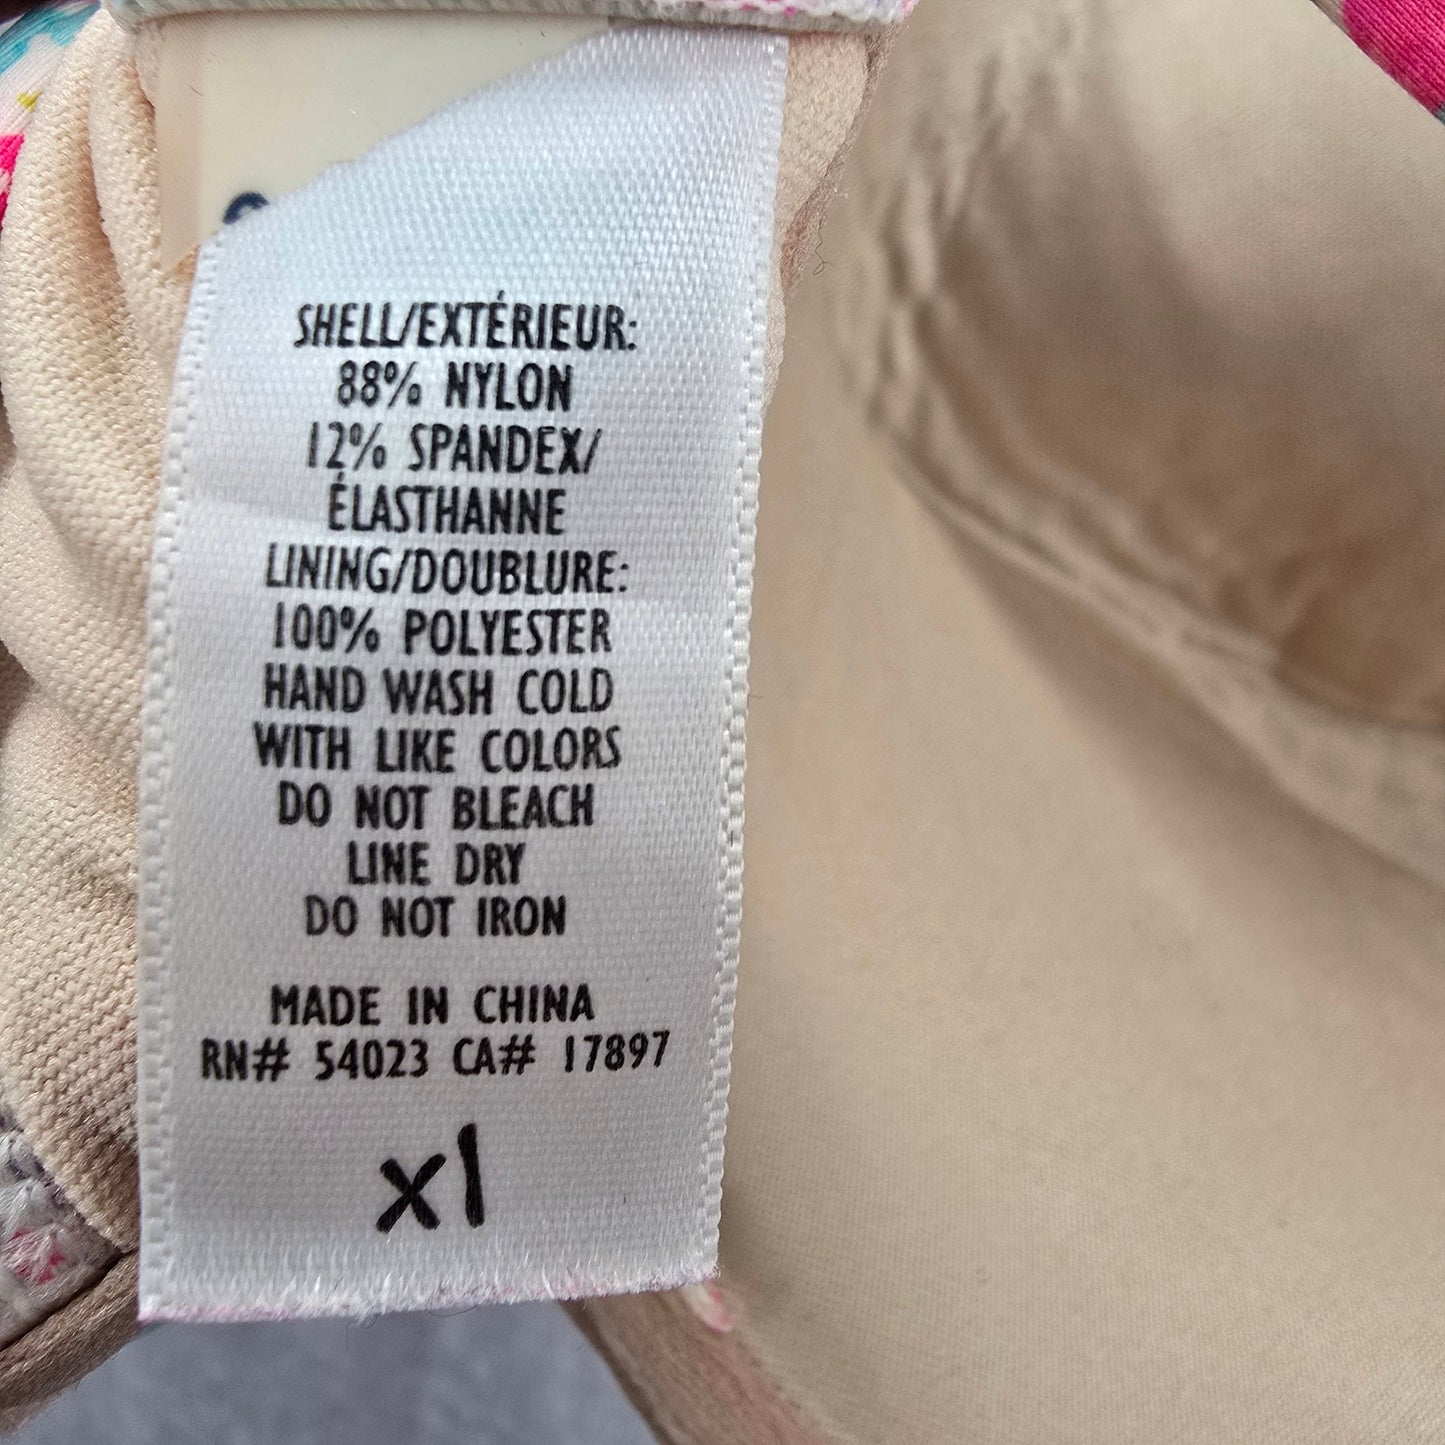 SHELL/EXTÉRIEUR:
88% NYLON
12% SPANDEX/
ÉLASTHANNE
LINING/DOUBLURE:
100% POLYESTER
HAND WASH COLD
WITH LIKE COLORS
DO NOT BLEACH
LINE DRY
DO NOT IRON
MADE IN CHINA
RN# 54023 CA# 17897
xl